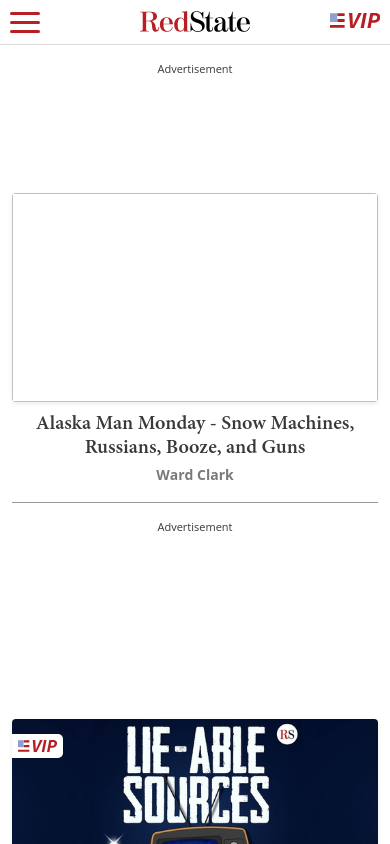 RedState
VIP
Advertisement
Alaska Man Monday - Snow Machines,
Russians, Booze, and Guns
Ward Clark
Advertisement
VIP
RS
LIE-ABLE
SOURCES